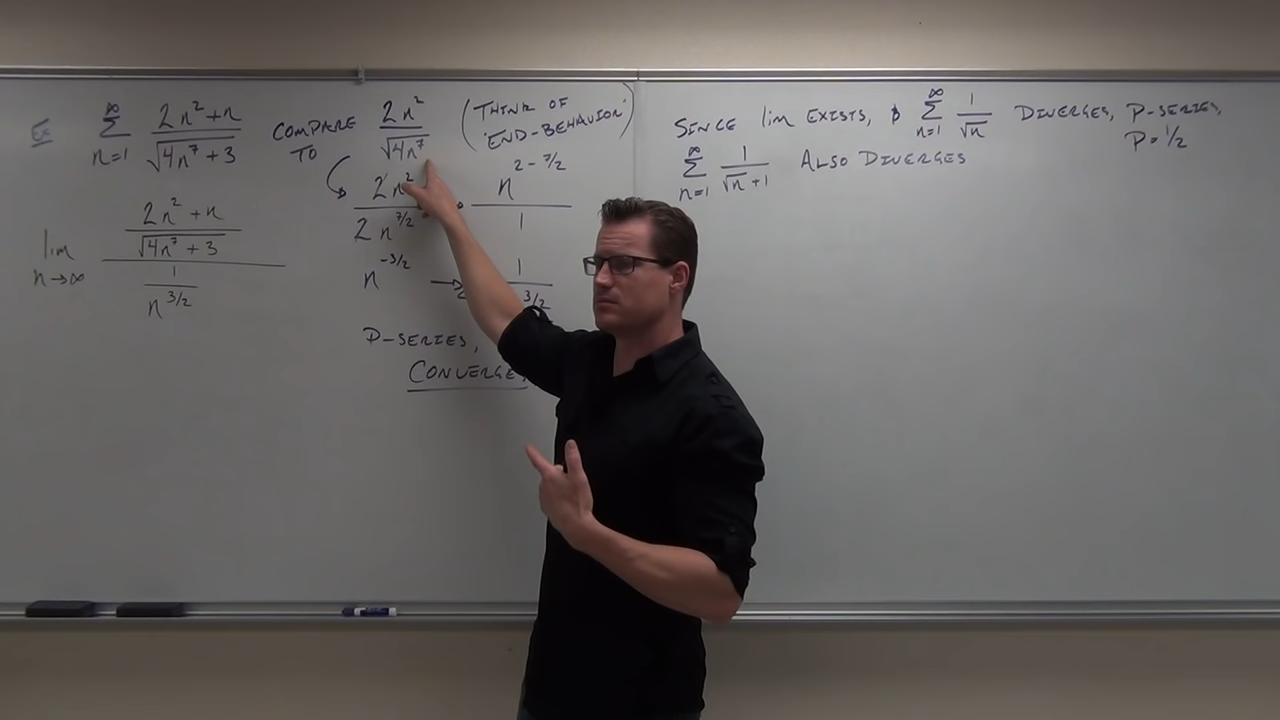 Ex ∞ Σ n=1 2n² + n / √4n⁷ + 3 COMPARE TO 2n² / √4n⁷ (THINK OF 'END-BEHAVIOR')
2n² / 2n^7/2 n^2 - 7/2 / 1
n^-3/2 → 1 / 3/2
P-SERIES,
CONVERGE
lim n→∞ 2n² + n / √4n⁷ + 3 / 1 / n^3/2
SINCE lim EXISTS, & ∞ Σ n=1 1 / √n DIVERGES, P-SERIES, P = 1/2
∞ Σ n=1 1 / √n + 1 ALSO DIVERGES